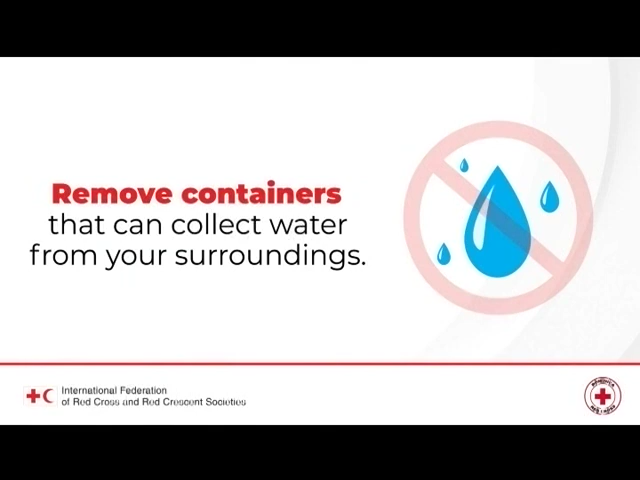 Remove containers
that can collect water
from your surroundings.
International Federation
of Red Cross and Red Crescent Societies